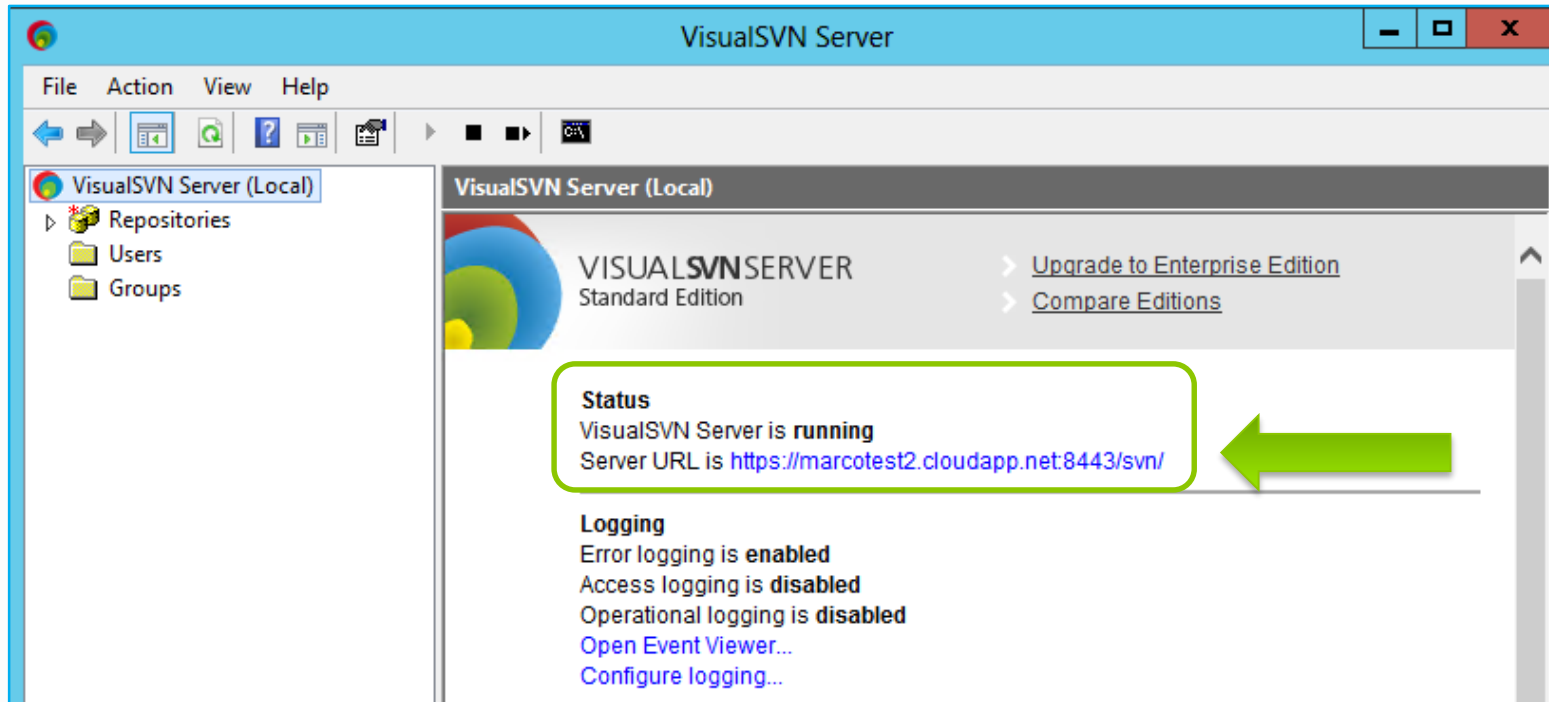 VisualSVN Server
File Action View Help
VisualSVN Server (Local)
Repositories
Users
Groups
VisualSVN Server (Local)
VISUALSVNSERVER
Standard Edition
Upgrade to Enterprise Edition
Compare Editions
Status
VisualSVN Server is running
Server URL is https://marcotest2.cloudapp.net:8443/svn/
Logging
Error logging is enabled
Access logging is disabled
Operational logging is disabled
Open Event Viewer...
Configure logging...